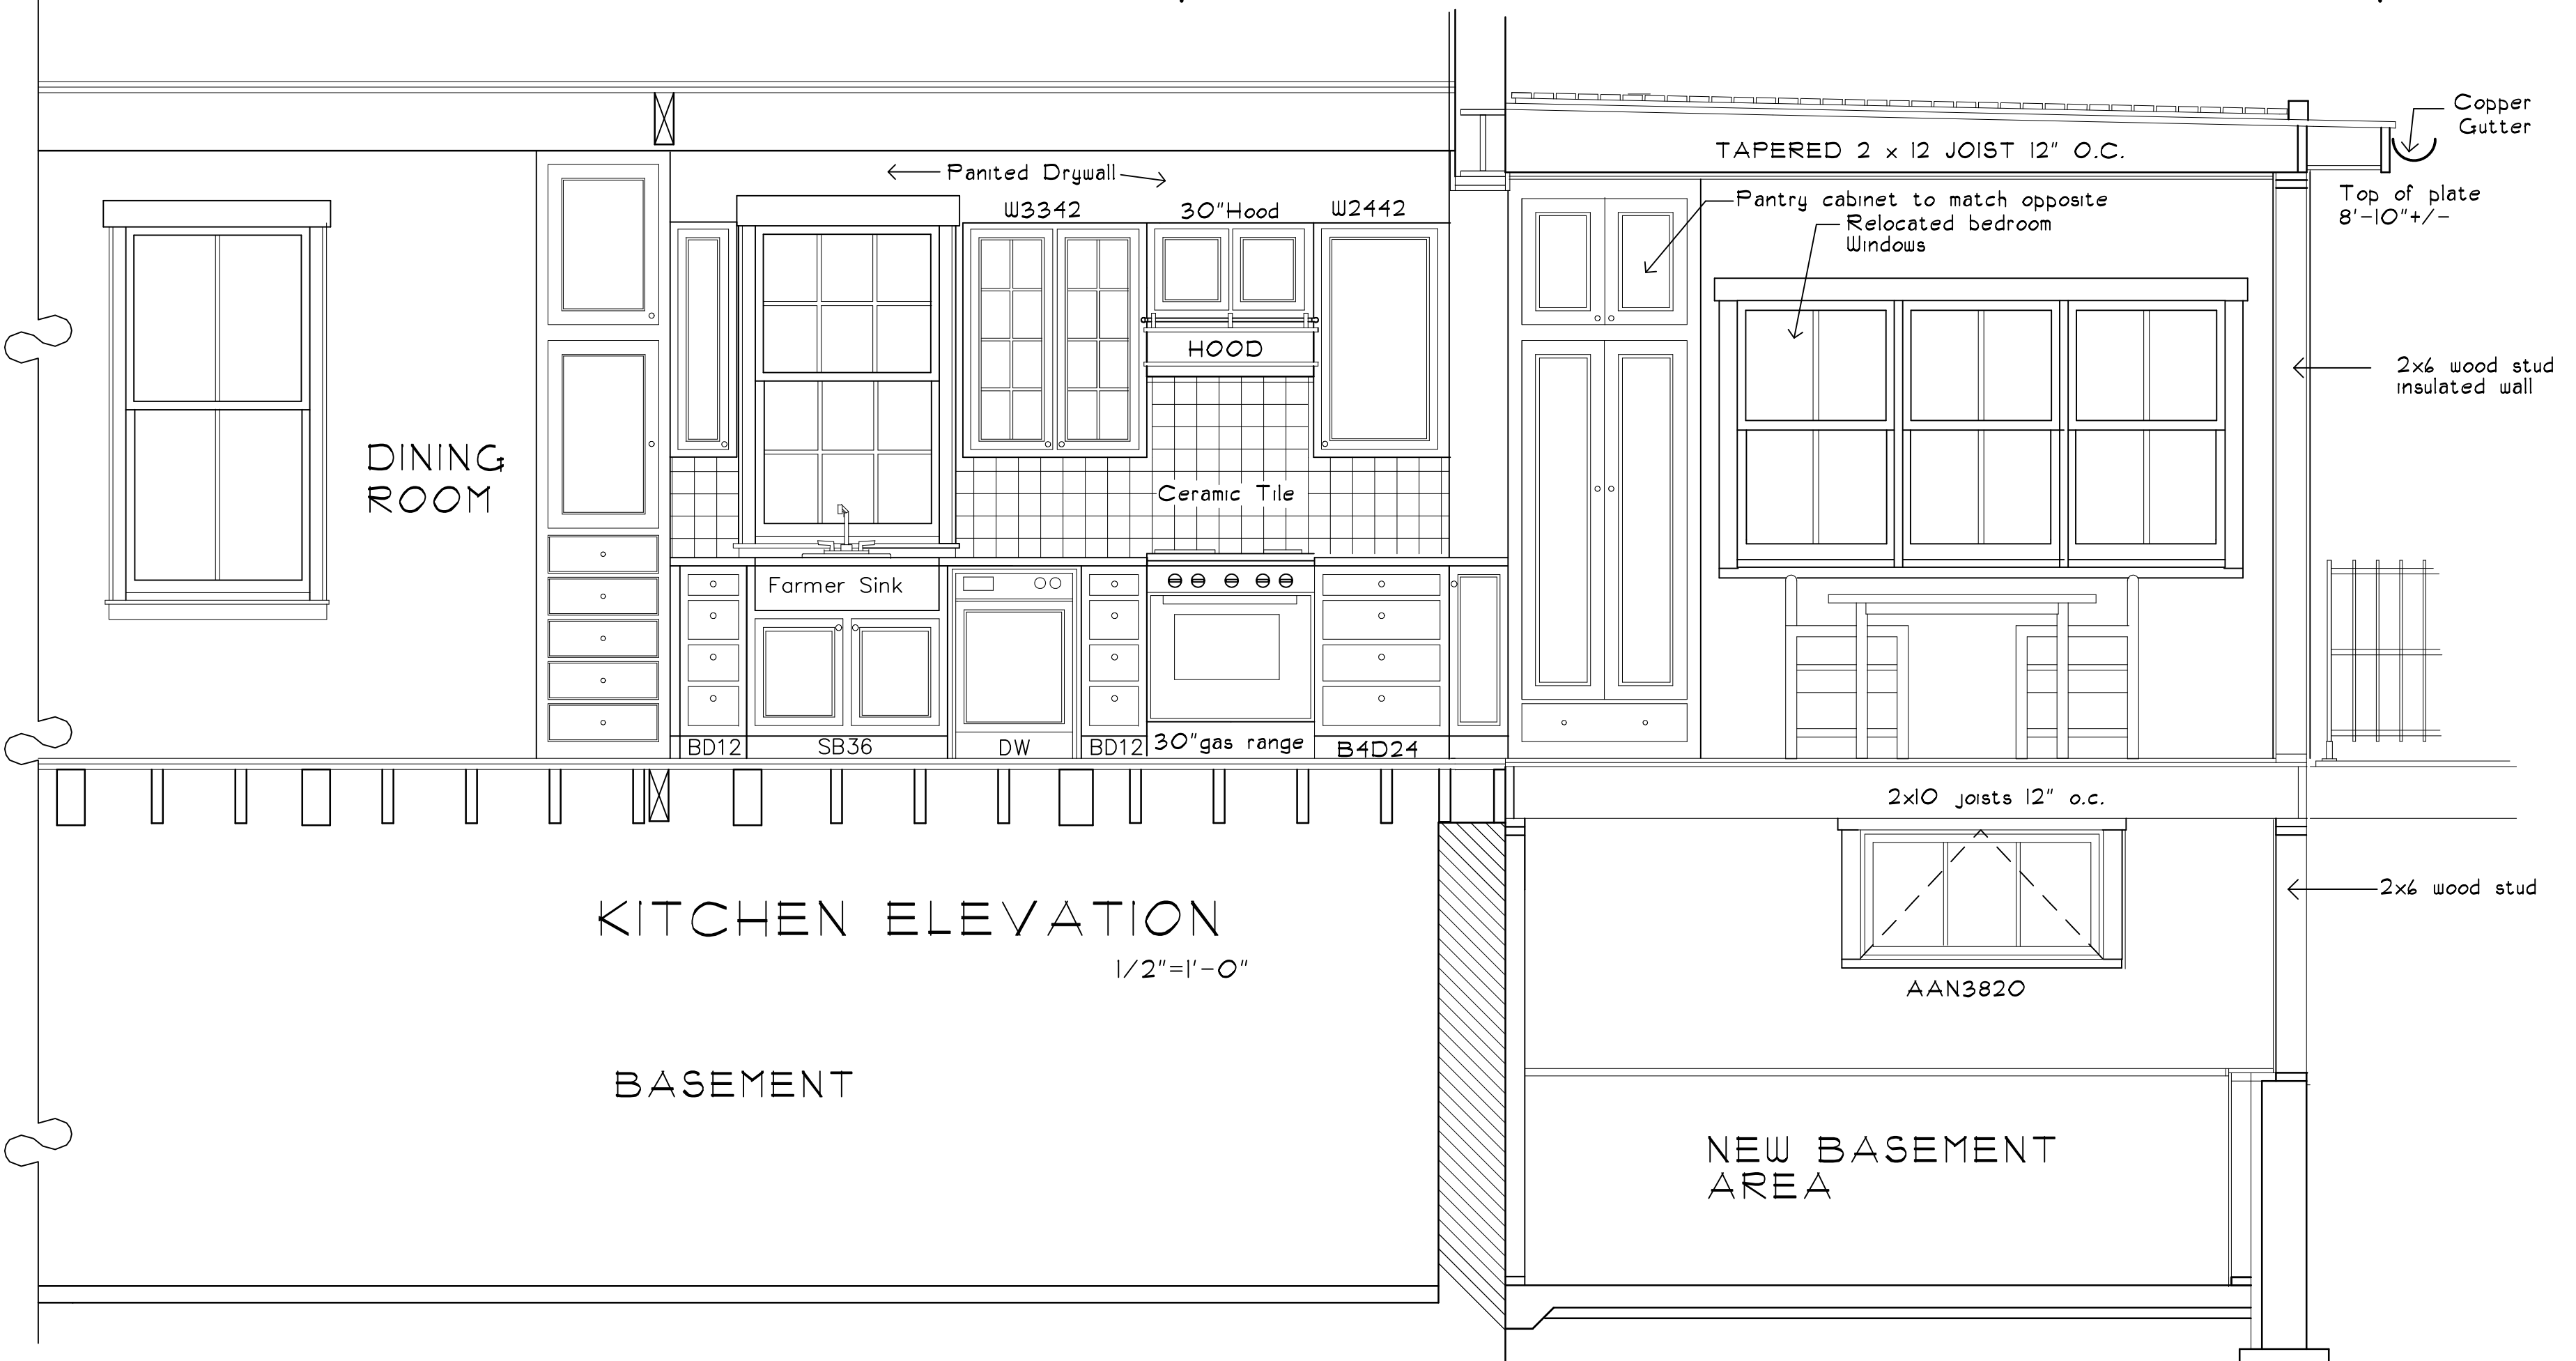 Copper
Gutter
TAPERED 2 x 12 JOIST 12" O.C.
Panited Drywall
Top of plate
8'-10"+/-
Pantry cabinet to match opposite
Relocated bedroom
Windows
W3342
30"Hood
W2442
HOOD
2x6 wood stud
insulated wall
DINING
ROOM
Ceramic Tile
Farmer Sink
BD12
SB36
DW
BD12
30"gas range
B4D24
2x10 joists 12" o.c.
2x6 wood stud
KITCHEN ELEVATION
1/2"=1'-0"
AAN3820
BASEMENT
NEW BASEMENT
AREA